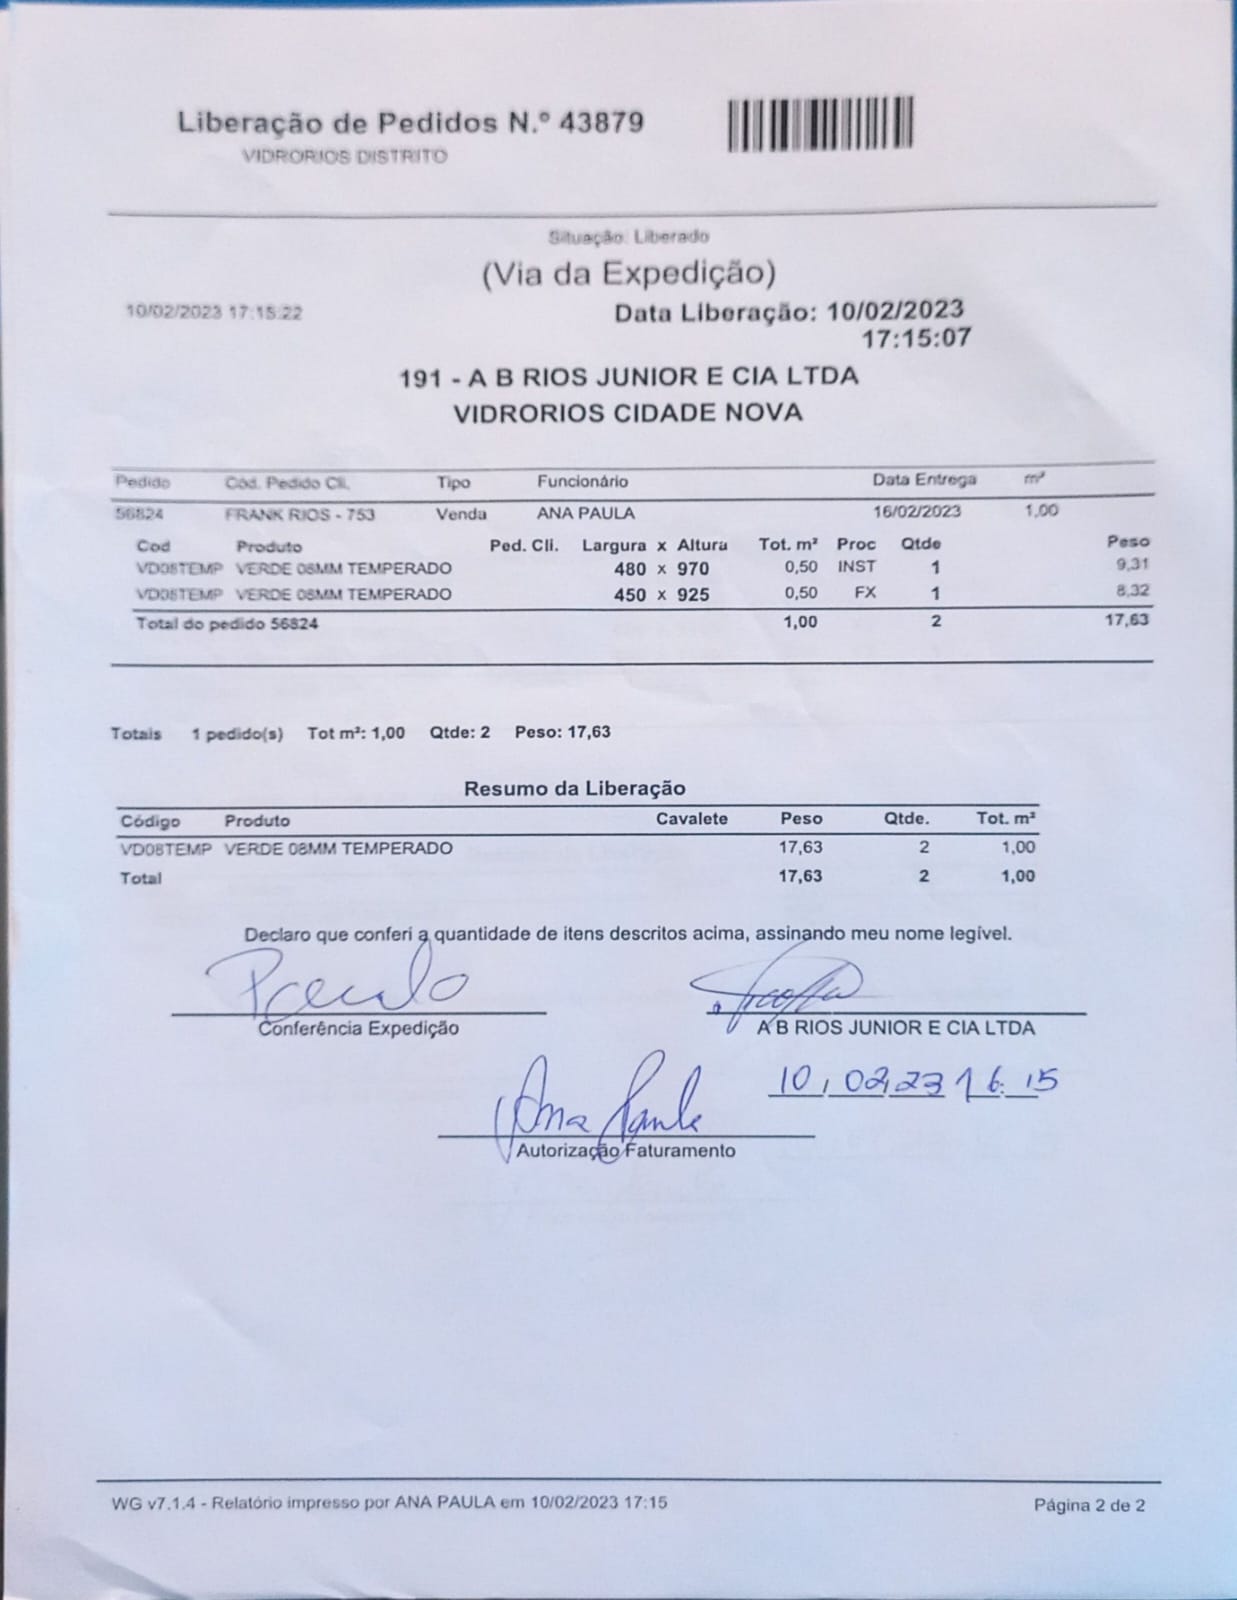 Liberação de Pedidos N.º 43879
VIDRORIOS DISTRITO
Situação: Liberado
(Via da Expedição)
10/02/2023 17:15:22
Data Liberação: 10/02/2023
17:15:07
191 - A B RIOS JUNIOR E CIA LTDA
VIDRORIOS CIDADE NOVA
Pedido Cód. Pedido Cli. Tipo Funcionário Data Entrega m²
56824 FRANK RIOS - 753 Venda ANA PAULA 16/02/2023 1,00
Cod Produto Ped. Cli. Largura x Altura Tot. m² Proc Qtde Peso
VD08TEMP VERDE 08MM TEMPERADO 480 x 970 0,50 INST 1 9,31
VD08TEMP VERDE 08MM TEMPERADO 450 x 925 0,50 FX 1 8,32
Total do pedido 56824 1,00 2 17,63
Totais 1 pedido(s) Tot m²: 1,00 Qtde: 2 Peso: 17,63
Resumo da Liberação
Código Produto Cavalete Peso Qtde. Tot. m²
VD08TEMP VERDE 08MM TEMPERADO 17,63 2 1,00
Total 17,63 2 1,00
Declaro que conferi a quantidade de itens descritos acima, assinando meu nome legível.
Paulo
Conferência Expedição
A B RIOS JUNIOR E CIA LTDA
10/02/23 16:15
Ana Paula
Autorização Faturamento
WG v7.1.4 - Relatório impresso por ANA PAULA em 10/02/2023 17:15
Página 2 de 2